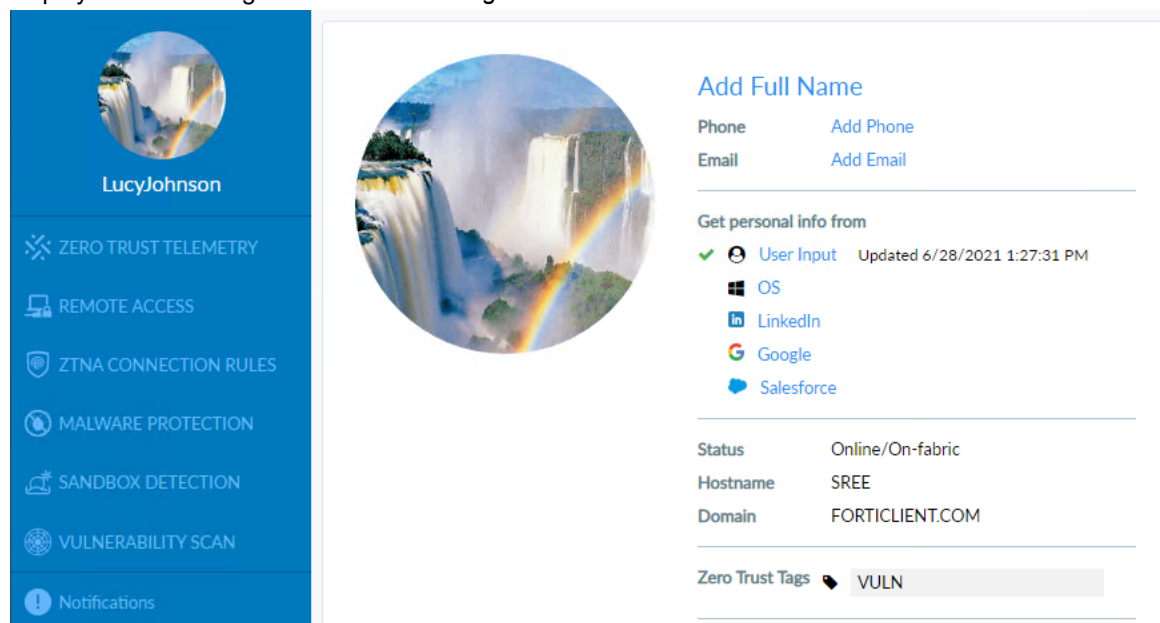 LucyJohnson
ZERO TRUST TELEMETRY
REMOTE ACCESS
ZTNA CONNECTION RULES
MALWARE PROTECTION
SANDBOX DETECTION
VULNERABILITY SCAN
Notifications
Add Full Name
Phone Add Phone
Email Add Email
Get personal info from
User Input Updated 6/28/2021 1:27:31 PM
OS
LinkedIn
Google
Salesforce
Status Online/On-fabric
Hostname SREE
Domain FORTICLIENT.COM
Zero Trust Tags VULN